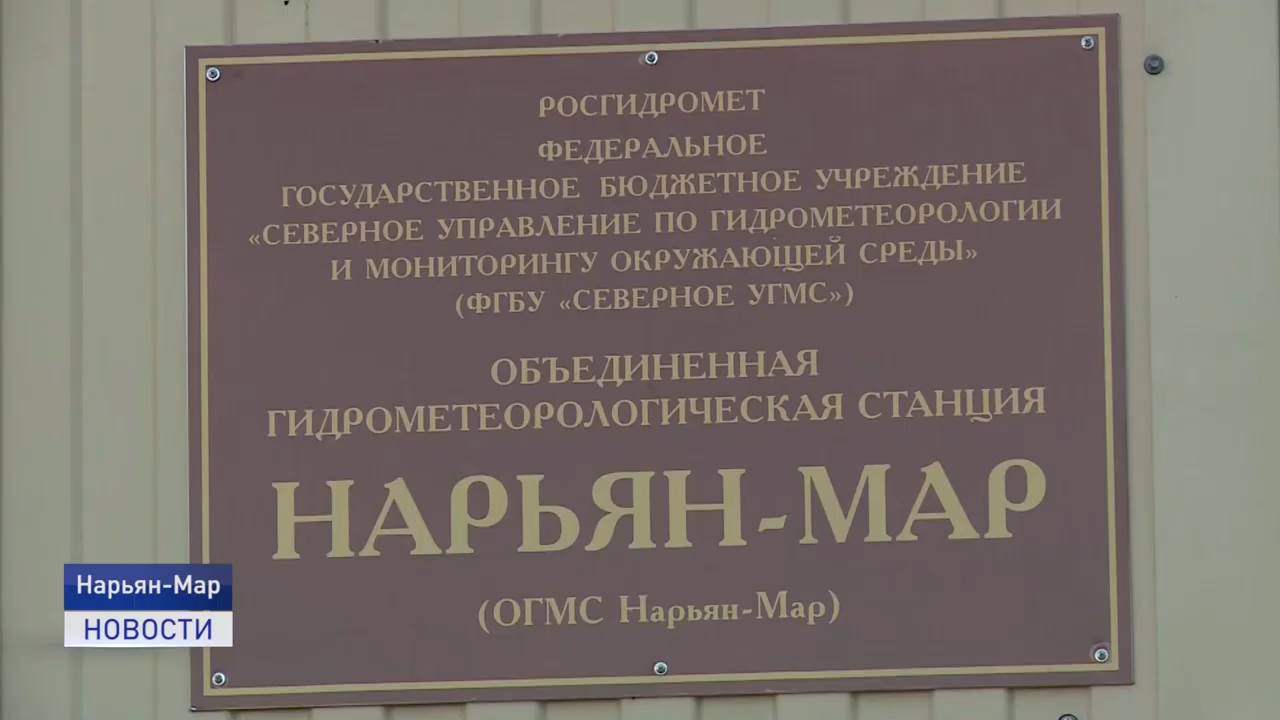 РОСГИДРОМЕТ
ФЕДЕРАЛЬНОЕ
ГОСУДАРСТВЕННОЕ БЮДЖЕТНОЕ УЧРЕЖДЕНИЕ
«СЕВЕРНОЕ УПРАВЛЕНИЕ ПО ГИДРОМЕТЕОРОЛОГИИ
И МОНИТОРИНГУ ОКРУЖАЮЩЕЙ СРЕДЫ»
(ФГБУ «СЕВЕРНОЕ УГМС»)
ОБЪЕДИНЕННАЯ
ГИДРОМЕТЕОРОЛОГИЧЕСКАЯ СТАНЦИЯ
НАРЬЯН-МАР
(ОГМС Нарьян-Мар)
Нарьян-Мар
НОВОСТИ